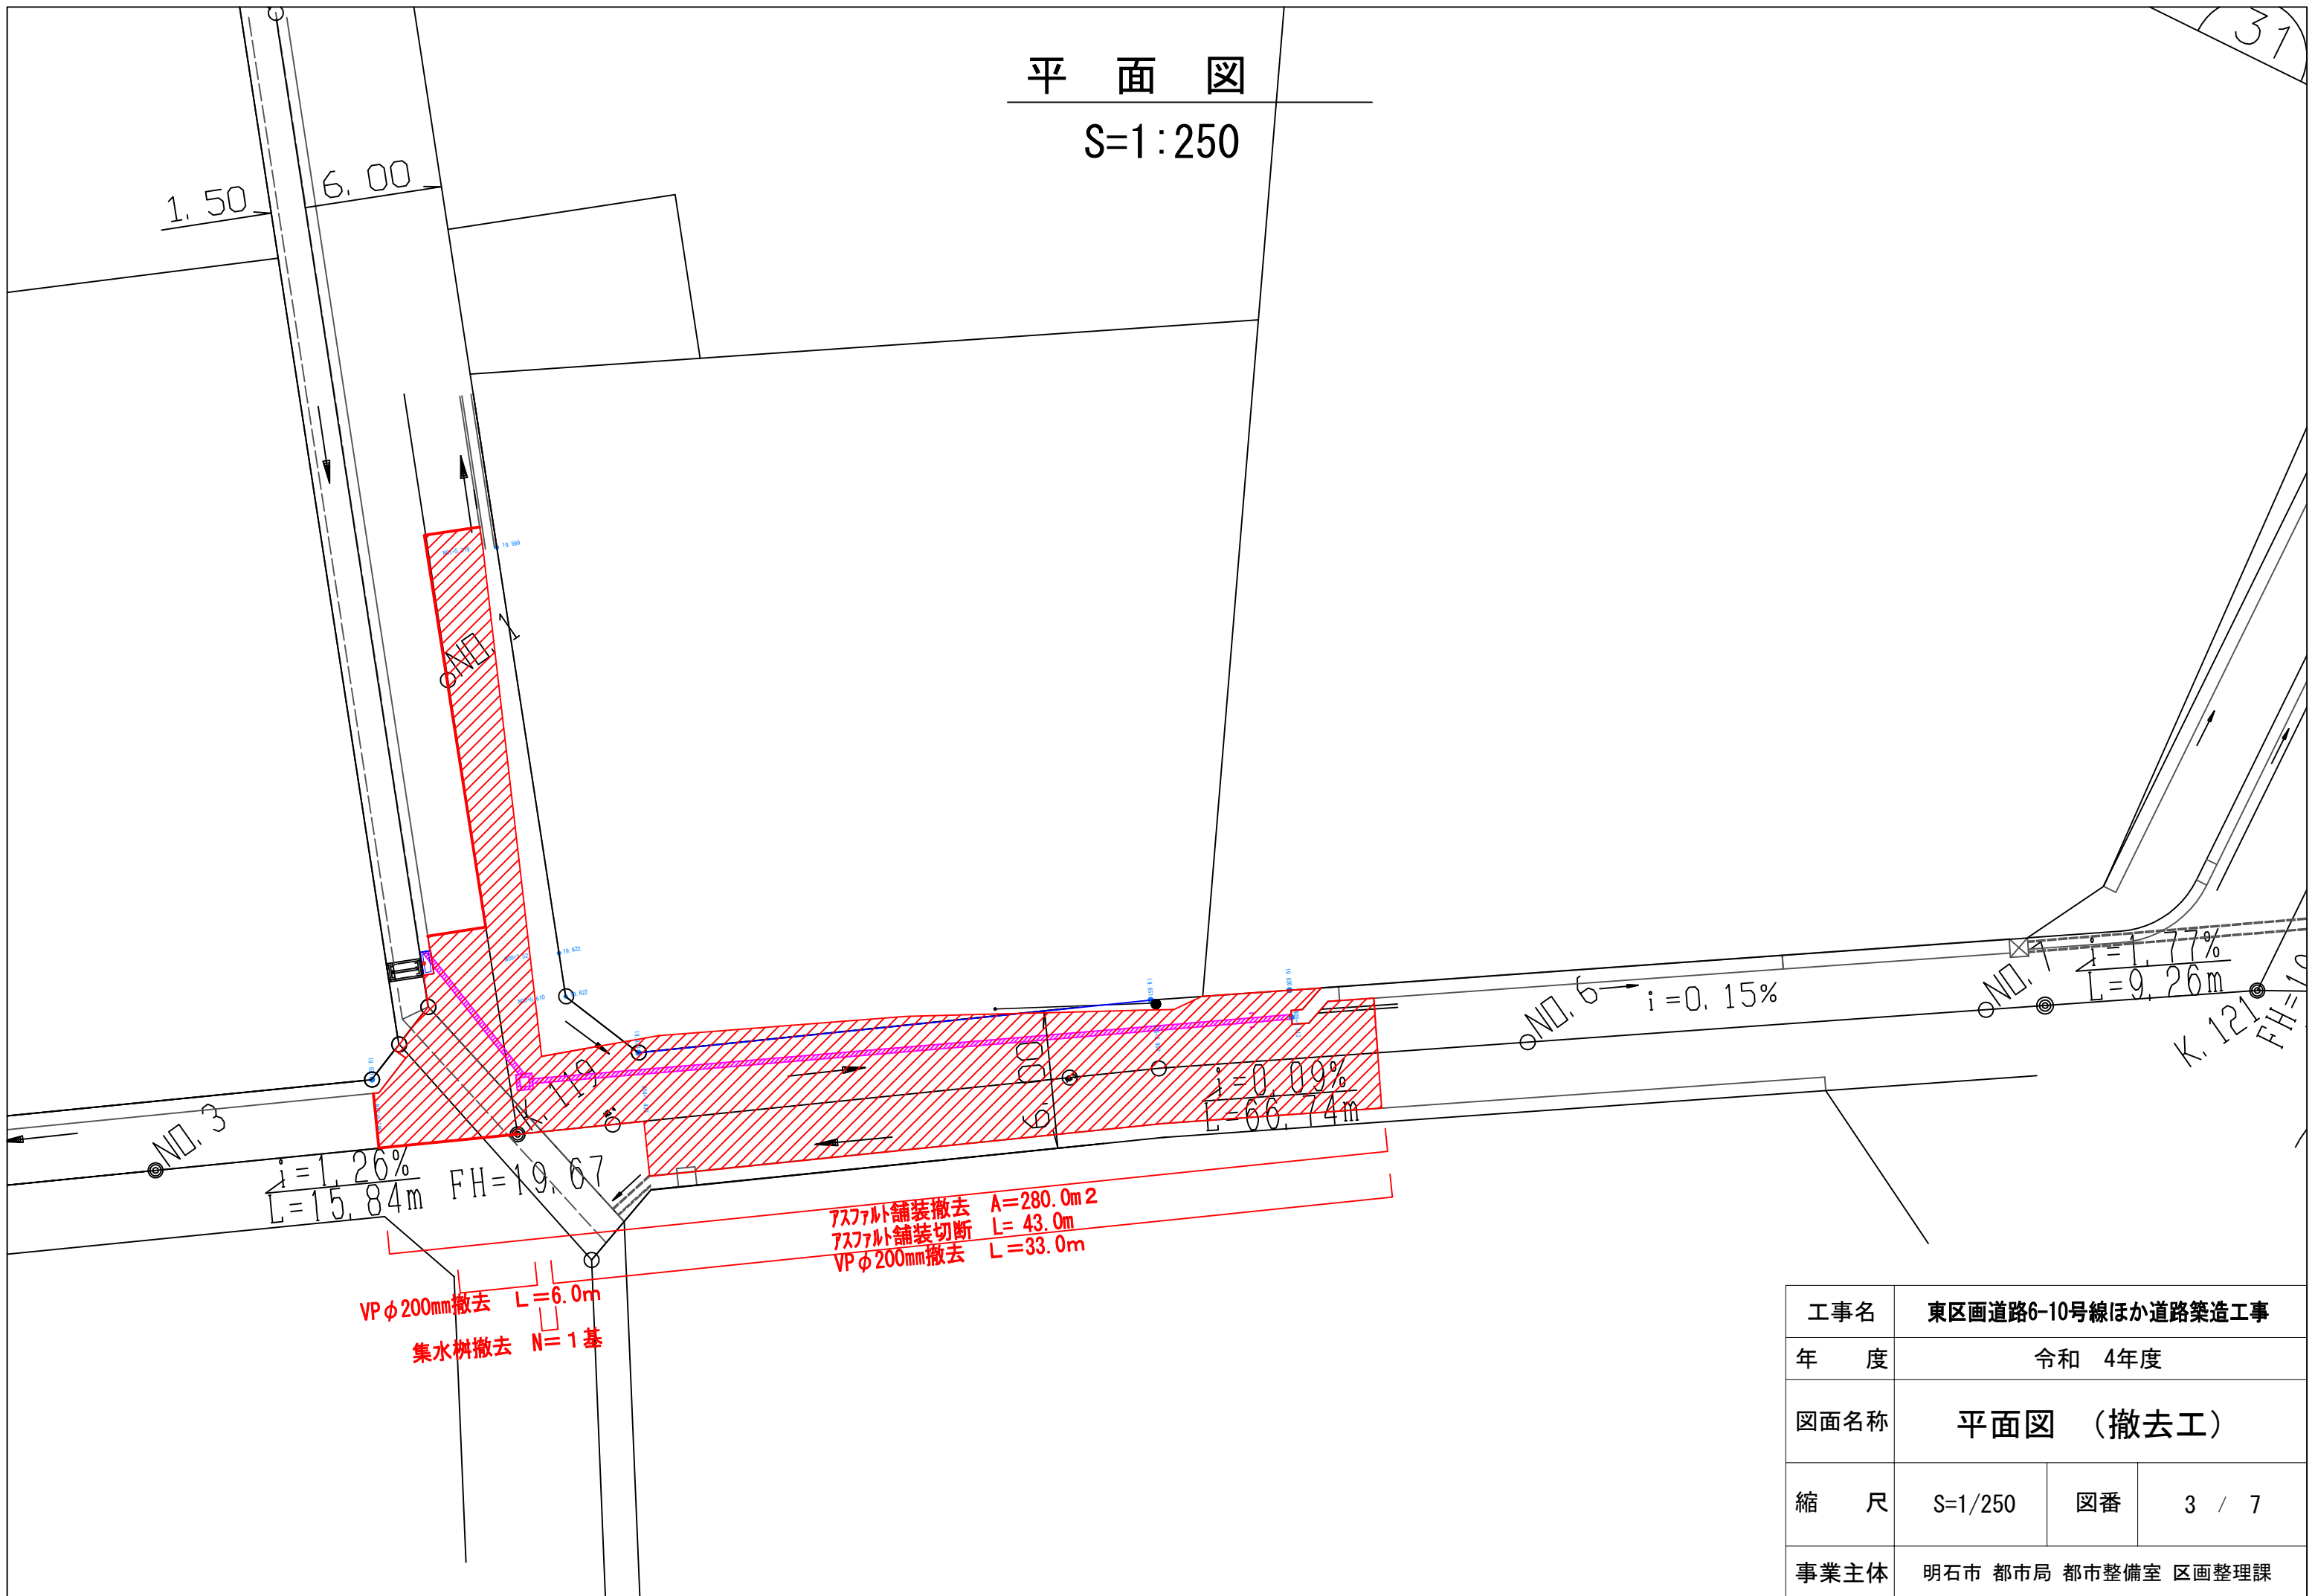 平 面 図
S=1:250
31
1.50
6.00
NO.1
19.599
19.622
19.622
NO.3
i=1.26%
L=15.84m
FH=19.67
K.119
6.00
i=0.09%
L=66.74m
NO.6
i=0.15%
NO.7
i=1.77%
L=9.26m
K.121
アスファルト舗装撤去 A=280.0m2
アスファルト舗装切断 L= 43.0m
VPφ200mm撤去 L=33.0m
VPφ200mm撤去 L=6.0m
集水桝撤去 N=1基
工事名 東区画道路6-10号線ほか道路築造工事
年 度 令和 4年度
図面名称 平面図 (撤去工)
縮 尺 S=1/250 図番 3 / 7
事業主体 明石市 都市局 都市整備室 区画整理課